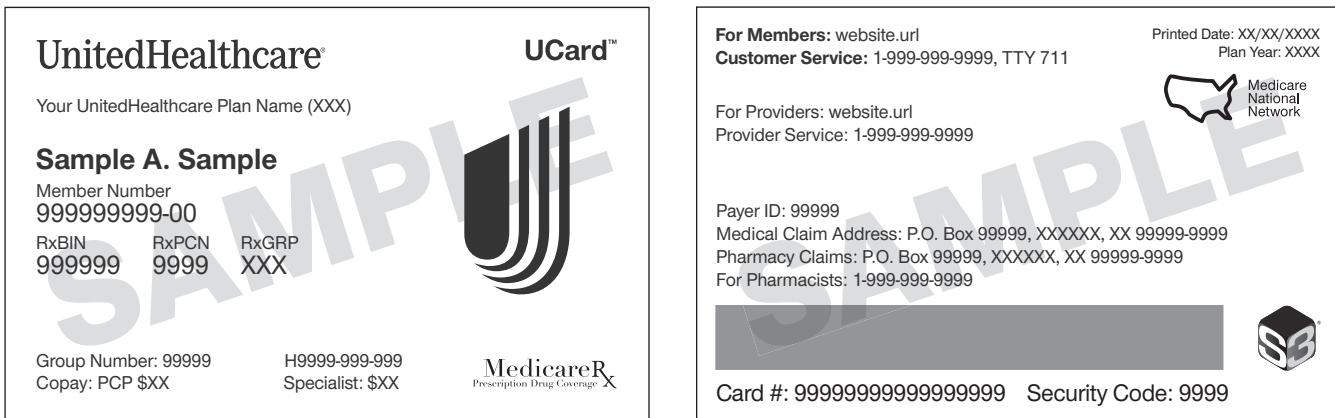 UnitedHealthcare®
UCard™
Your UnitedHealthcare Plan Name (XXX)
Sample A. Sample
Member Number
999999999-00
RxBIN RxPCN RxGRP
999999 9999 XXX
Group Number: 99999 H9999-999-999
Copay: PCP $XX Specialist: $XX
MedicareRx
Prescription Drug Coverage
SAMPLE
For Members: website.url
Customer Service: 1-999-999-9999, TTY 711
Printed Date: XX/XX/XXXX
Plan Year: XXXX
Medicare
National
Network
For Providers: website.url
Provider Service: 1-999-999-9999
Payer ID: 99999
Medical Claim Address: P.O. Box 99999, XXXXXX, XX 99999-9999
Pharmacy Claims: P.O. Box 99999, XXXXXX, XX 99999-9999
For Pharmacists: 1-999-999-9999
S3®
Card #: 99999999999999999 Security Code: 9999
SAMPLE